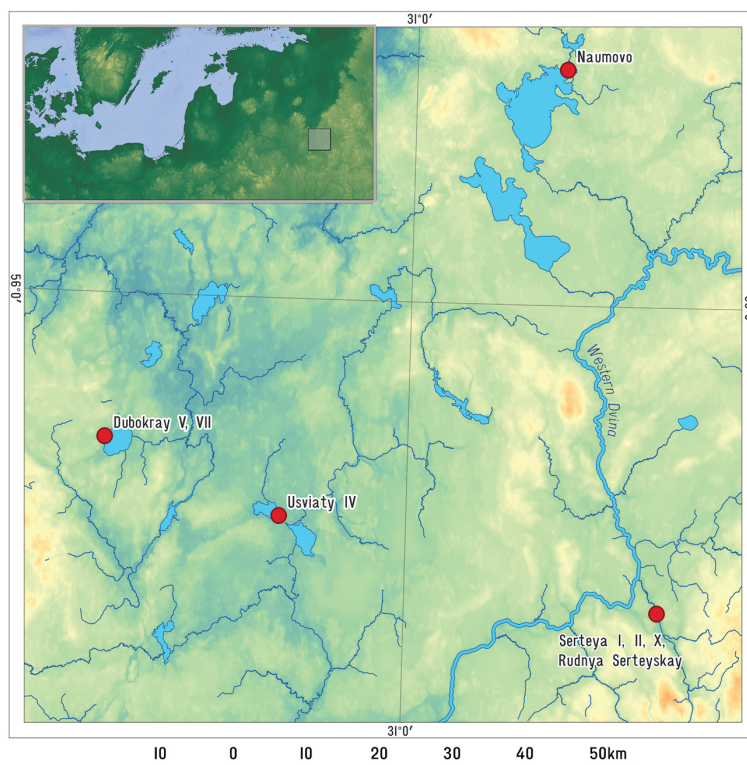 31°0'
Naumovo
56°0'
Western Dvina
Dubokray V, VII
Usviaty IV
Serteya I, II, X,
Rudnya Serteyskay
31°0'
10 0 10 20 30 40 50km